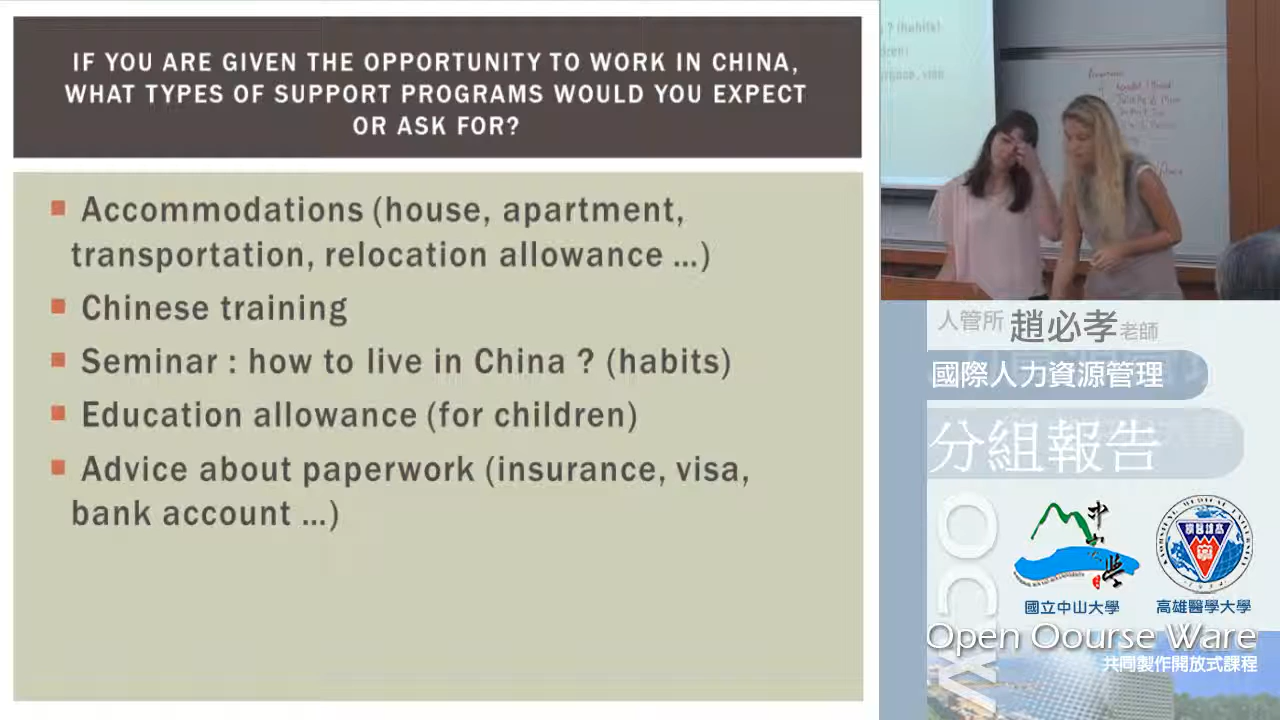 IF YOU ARE GIVEN THE OPPORTUNITY TO WORK IN CHINA,
WHAT TYPES OF SUPPORT PROGRAMS WOULD YOU EXPECT
OR ASK FOR?
Accommodations (house, apartment,
transportation, relocation allowance ...)
Chinese training
Seminar : how to live in China ? (habits)
Education allowance (for children)
Advice about paperwork (insurance, visa,
bank account ...)
? (habits)
人管所 趙必孝老師
國際人力資源管理
分組報告
OCW
國立中山大學
高雄醫學大學
Open Oourse Ware
共同製作開放式課程